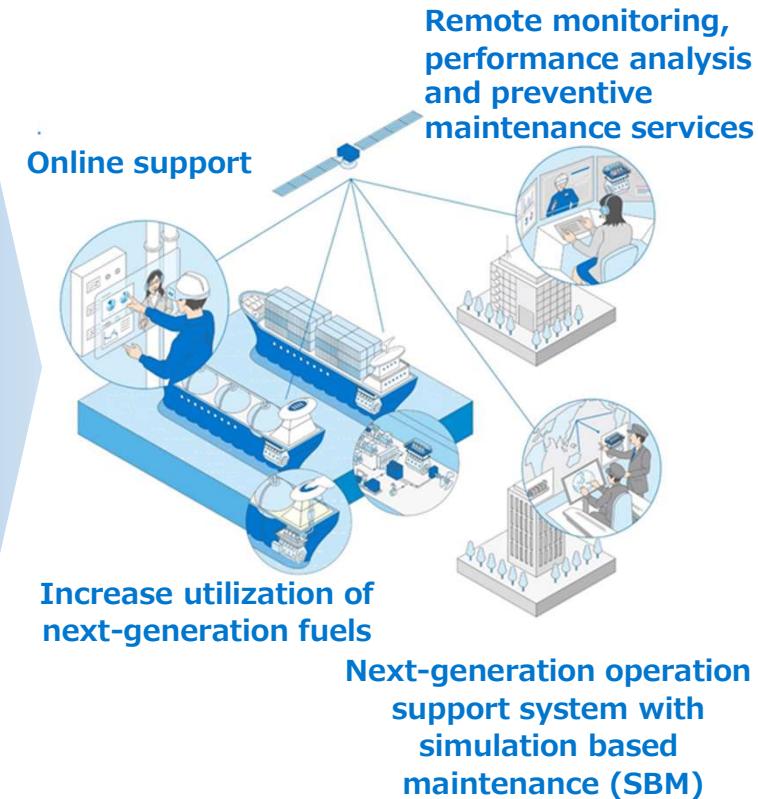 Remote monitoring,
performance analysis
and preventive
maintenance services
Online support
Increase utilization of
next-generation fuels
Next-generation operation
support system with
simulation based
maintenance (SBM)